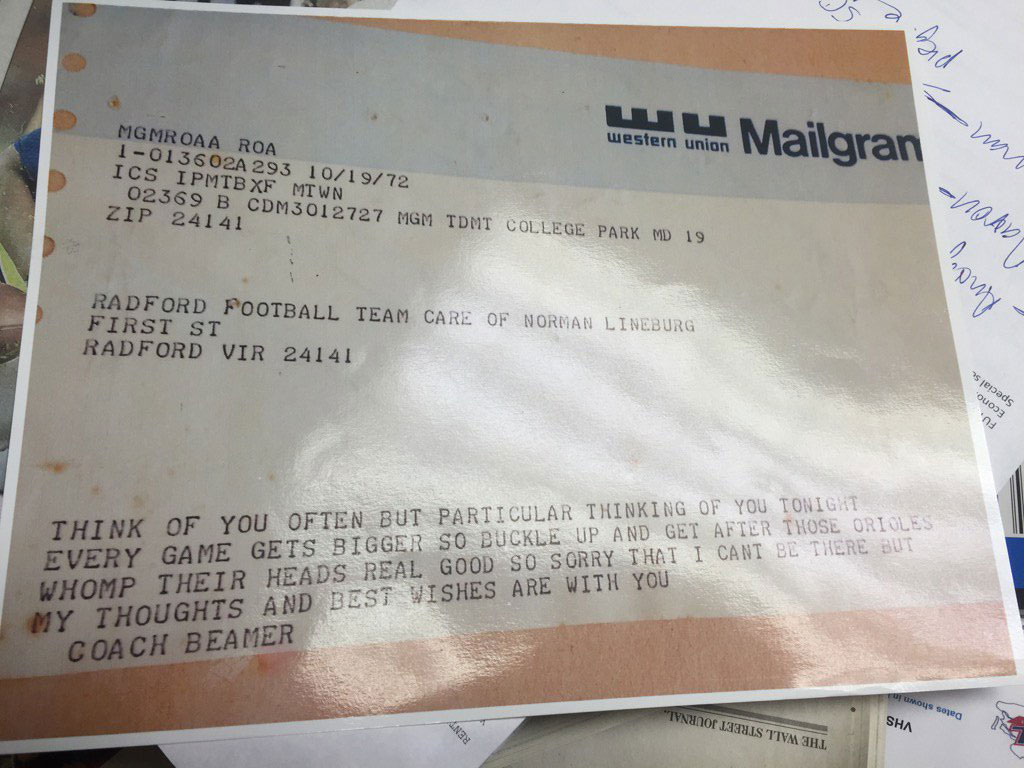 western union Mailgram
MGMROAA ROA
1-013602A293 10/19/72
ICS IPMTBXF MTWN
02369 B CDM3012727 MGM TDMT COLLEGE PARK MD 19
ZIP 24141
RADFORD FOOTBALL TEAM CARE OF NORMAN LINEBURG
FIRST ST
RADFORD VIR 24141
THINK OF YOU OFTEN BUT PARTICULAR THINKING OF YOU TONIGHT
EVERY GAME GETS BIGGER SO BUCKLE UP AND GET AFTER THOSE ORIOLES
WHOMP THEIR HEADS REAL GOOD SO SORRY THAT I CANT BE THERE BUT
MY THOUGHTS AND BEST WISHES ARE WITH YOU
COACH BEAMER
THE WALL STREET JOURNAL.
VHS
Dates shown in